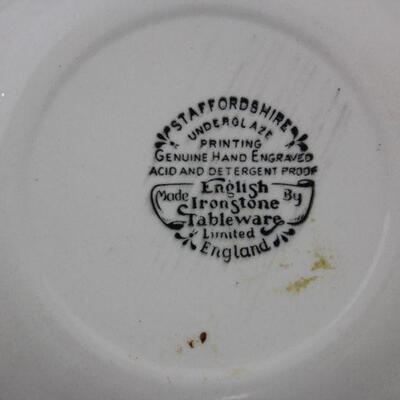 STAFFORDSHIRE
UNDERGLAZE
PRINTING
GENUINE HAND ENGRAVED
ACID AND DETERGENT PROOF
Made English By
Ironstone
Tableware
Limited
England